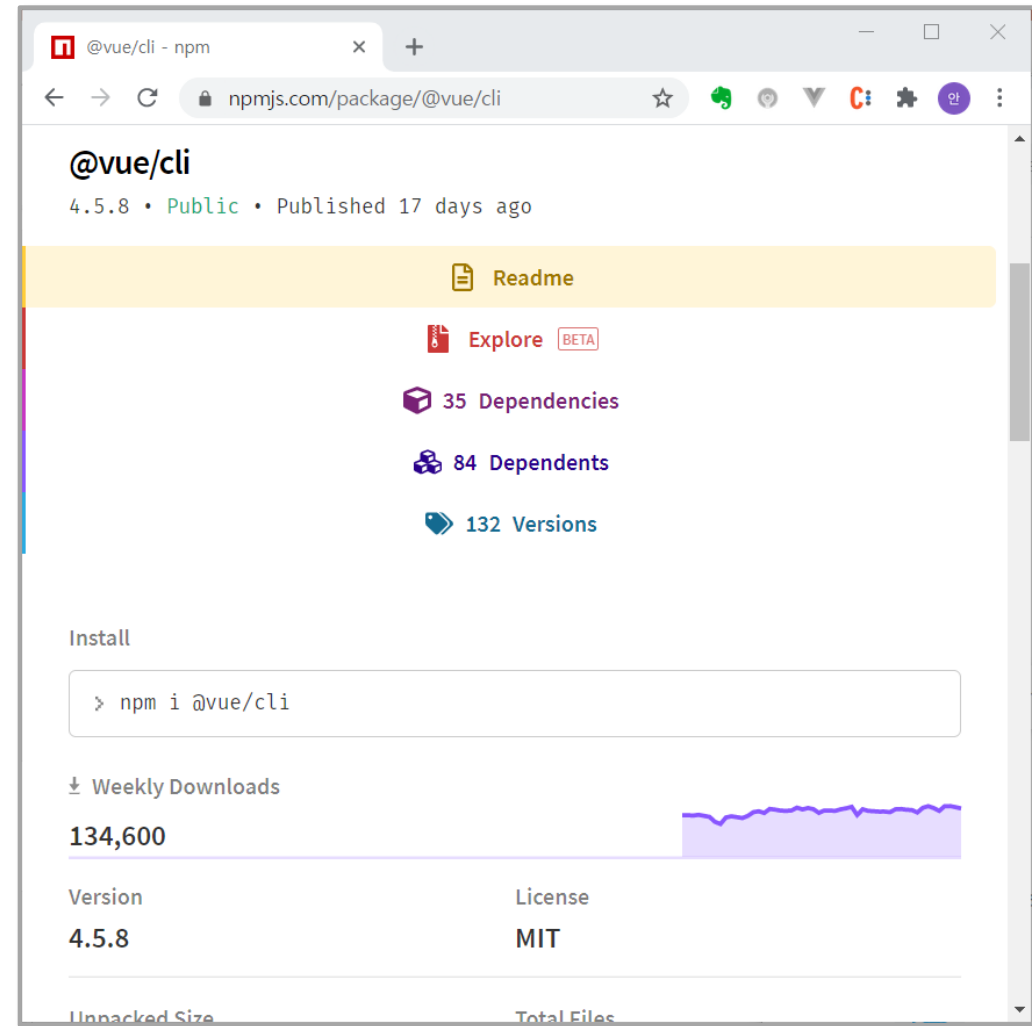 @vue/cli - npm
npmjs.com/package/@vue/cli
안
@vue/cli
4.5.8 • Public • Published 17 days ago
Readme
Explore BETA
35 Dependencies
84 Dependents
132 Versions
Install
> npm i @vue/cli
Weekly Downloads
134,600
Version
License
4.5.8
MIT
Unpacked Size
Total Files